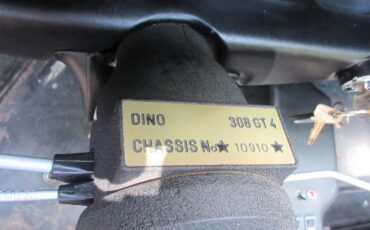 DINO 308 GT 4
CHASSIS No★ 10910 ★